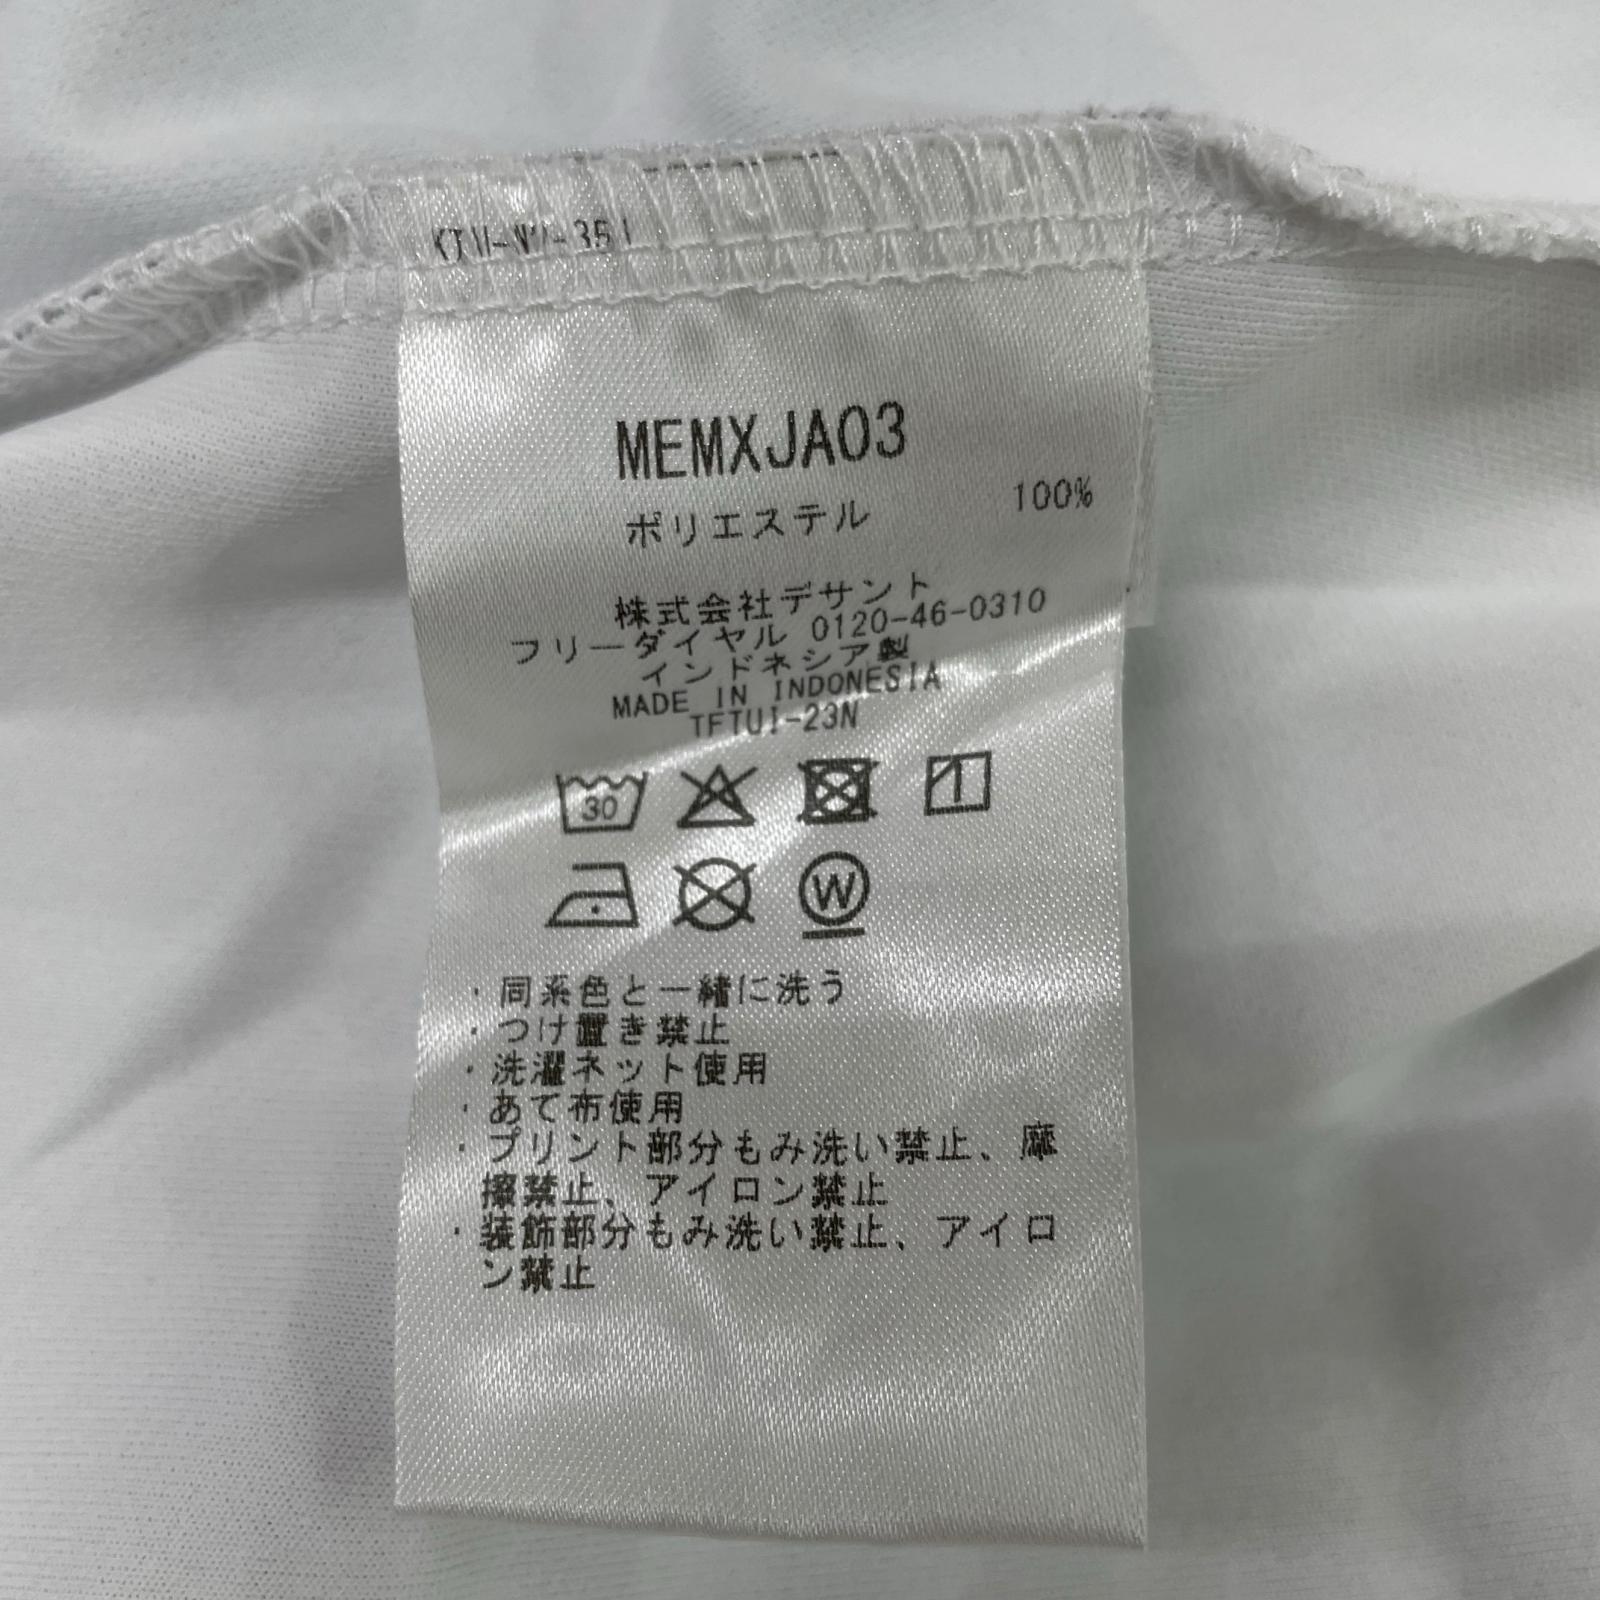 MEMXJA03
ポリエステル 100%
株式会社デサント
フリーダイヤル 0120-46-0310
インドネシア製
MADE IN INDONESIA
TFTUI-23N
30
W
・同系色と一緒に洗う
・つけ置き禁止
・洗濯ネット使用
・あて布使用
・プリント部分もみ洗い禁止、摩
擦禁止、アイロン禁止
・装飾部分もみ洗い禁止、アイロ
ン禁止